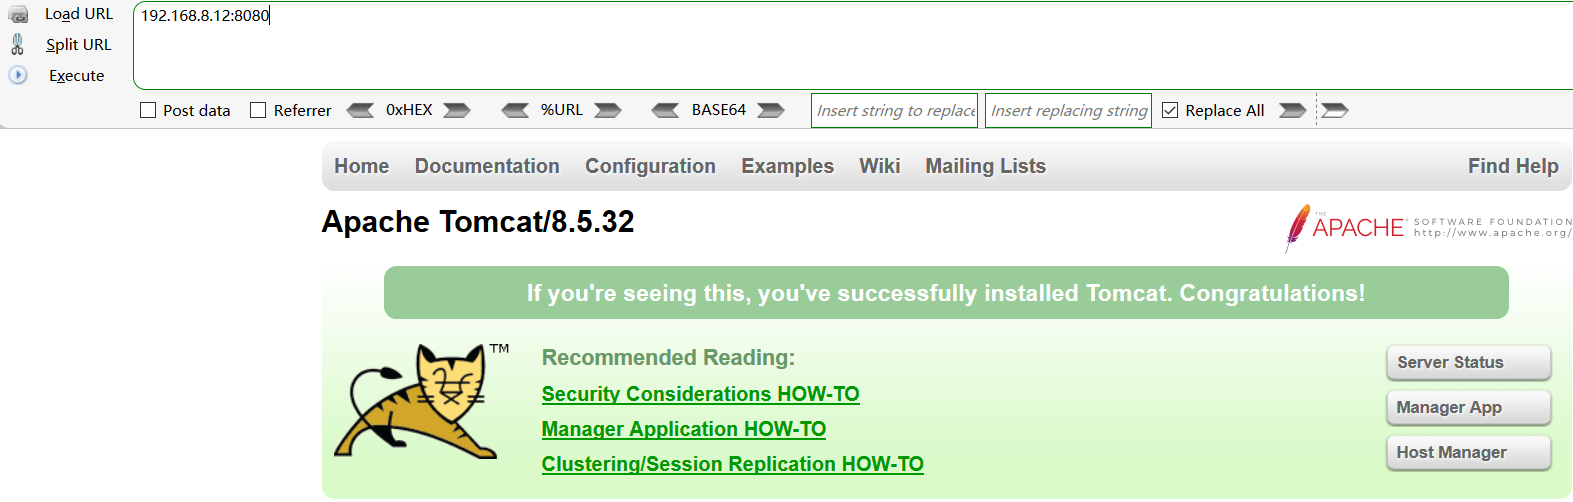 Load URL
192.168.8.12:8080
Split URL
Execute
Post data Referrer 0xHEX %URL BASE64 Insert string to replace Insert replacing string Replace All
Home Documentation Configuration Examples Wiki Mailing Lists Find Help
Apache Tomcat/8.5.32
THE APACHE SOFTWARE FOUNDATION
http://www.apache.org/
If you're seeing this, you've successfully installed Tomcat. Congratulations!
TM
Recommended Reading:
Security Considerations HOW-TO
Manager Application HOW-TO
Clustering/Session Replication HOW-TO
Server Status
Manager App
Host Manager